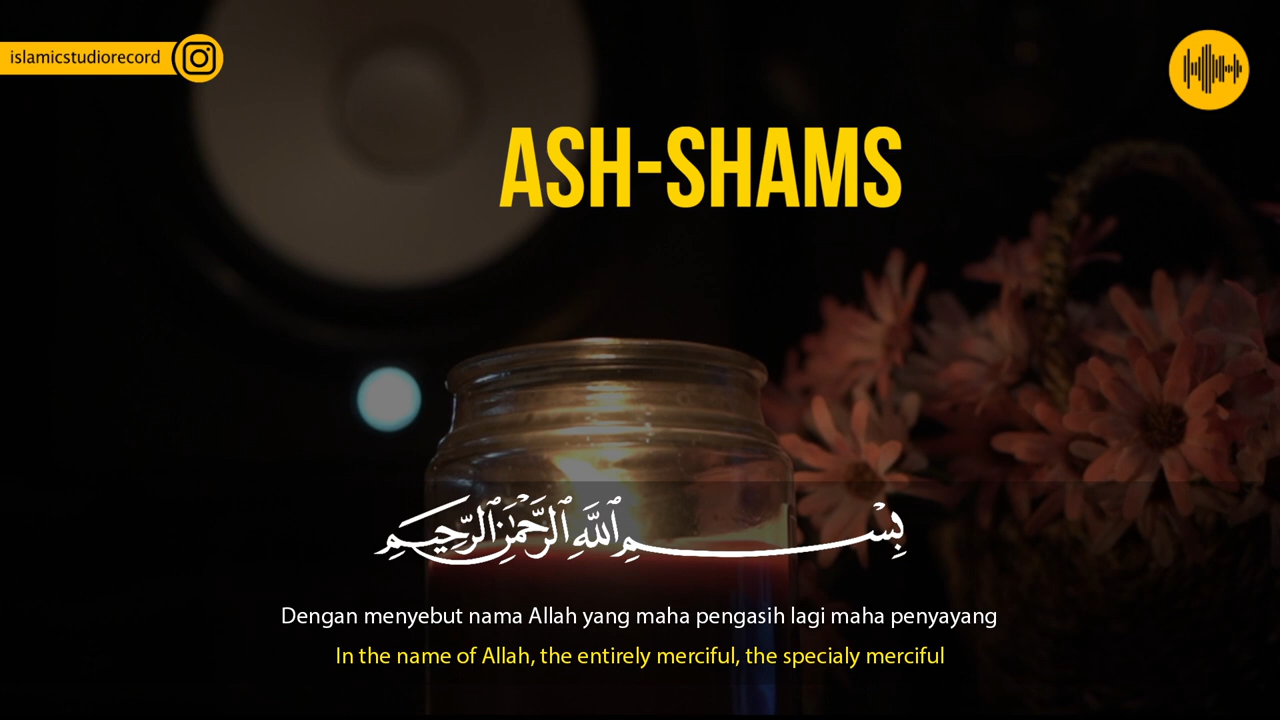 islamicstudiorecord
ASH-SHAMS
بِسْمِ ٱللَّهِ ٱلرَّحْمَٰنِ ٱلرَّحِيمِ
Dengan menyebut nama Allah yang maha pengasih lagi maha penyayang
In the name of Allah, the entirely merciful, the specialy merciful